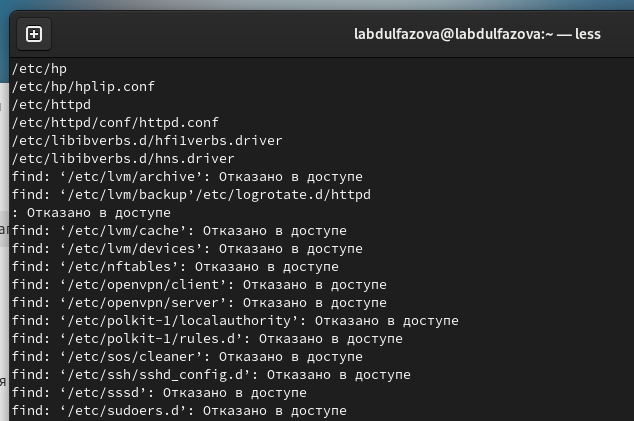 labdulfazova@labdulfazova:~ — less
/etc/hp
/etc/hp/hplip.conf
/etc/httpd
/etc/httpd/conf/httpd.conf
/etc/libibverbs.d/hfi1verbs.driver
/etc/libibverbs.d/hns.driver
find: ‘/etc/lvm/archive’: Отказано в доступе
find: ‘/etc/lvm/backup’/etc/logrotate.d/httpd
: Отказано в доступе
find: ‘/etc/lvm/cache’: Отказано в доступе
find: ‘/etc/lvm/devices’: Отказано в доступе
find: ‘/etc/nftables’: Отказано в доступе
find: ‘/etc/openvpn/client’: Отказано в доступе
find: ‘/etc/openvpn/server’: Отказано в доступе
find: ‘/etc/polkit-1/localauthority’: Отказано в доступе
find: ‘/etc/polkit-1/rules.d’: Отказано в доступе
find: ‘/etc/sos/cleaner’: Отказано в доступе
find: ‘/etc/ssh/sshd_config.d’: Отказано в доступе
find: ‘/etc/sssd’: Отказано в доступе
find: ‘/etc/sudoers.d’: Отказано в доступе